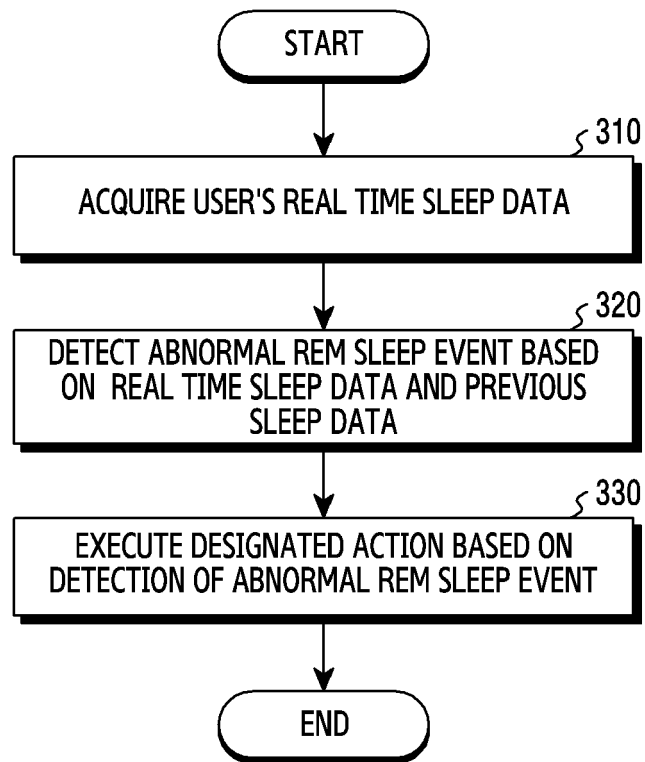 START
310
ACQUIRE USER'S REAL TIME SLEEP DATA
320
DETECT ABNORMAL REM SLEEP EVENT BASED
ON REAL TIME SLEEP DATA AND PREVIOUS
SLEEP DATA
330
EXECUTE DESIGNATED ACTION BASED ON
DETECTION OF ABNORMAL REM SLEEP EVENT
END